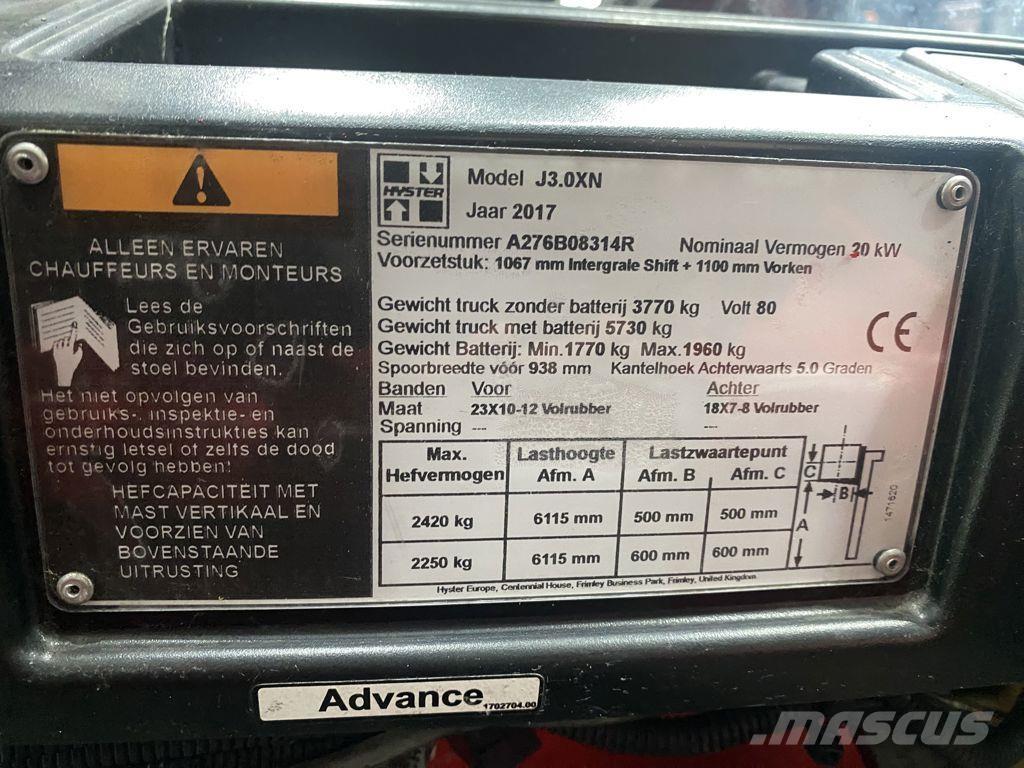 ALLEEN ERVAREN
CHAUFFEURS EN MONTEURS
Lees de
Gebruiksvoorschriften
die zich op of naast de
stoel bevinden.
Het niet opvolgen van
gebruiks-, inspektie- en
onderhoudsinstrukties kan
ernstig letsel of zelfs de dood
tot gevolg hebben!
HEFCAPACITEIT MET
MAST VERTIKAAL EN
VOORZIEN VAN
BOVENSTAANDE
UITRUSTING
HYSTER
Model J3.0XN
Jaar 2017
Serienummer A276B08314R Nominaal Vermogen 20 kW
Voorzetstuk: 1067 mm Intergrale Shift + 1100 mm Vorken
Gewicht truck zonder batterij 3770 kg Volt 80
Gewicht truck met batterij 5730 kg
Gewicht Batterij: Min.1770 kg Max.1960 kg
CE
Spoorbreedte vóór 938 mm Kantelhoek Achterwaarts 5.0 Graden
Banden Voor Achter
Maat 23X10-12 Volrubber 18X7-8 Volrubber
Spanning --- ---
Max. Hefvermogen Lasthoogte Afm. A Lastzwaartepunt Afm. B Afm. C
2420 kg 6115 mm 500 mm 500 mm
2250 kg 6115 mm 600 mm 600 mm
C
B
A
1471620
Hyster Europe, Centennial House, Frimley Business Park, Frimley, United Kingdom
Advance 1702704.00
MASCUS